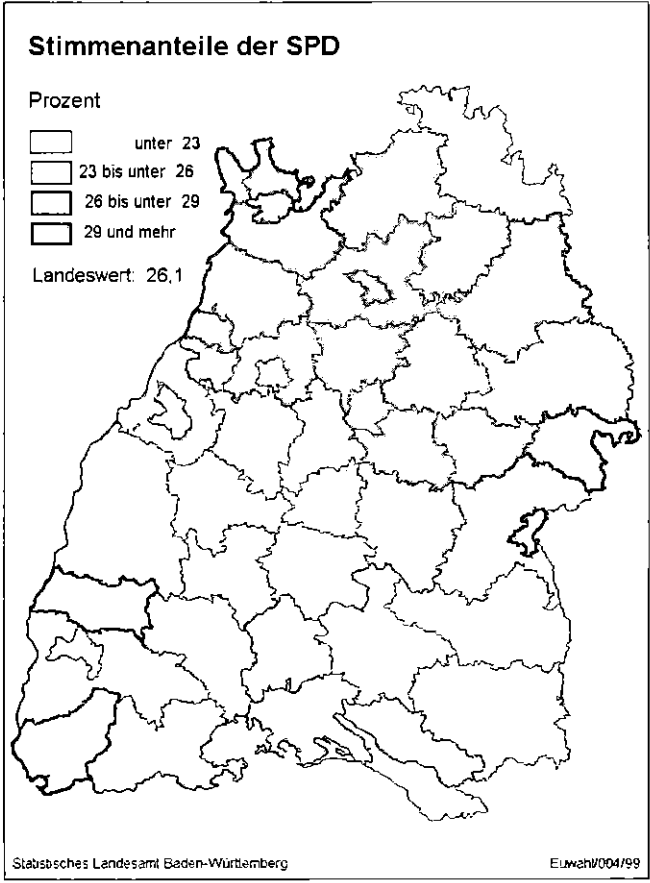 Stimmenanteile der SPD
Prozent
unter 23
23 bis unter 26
26 bis unter 29
29 und mehr
Landeswert: 26,1
Statistisches Landesamt Baden-Württemberg
Euwahl/004/99